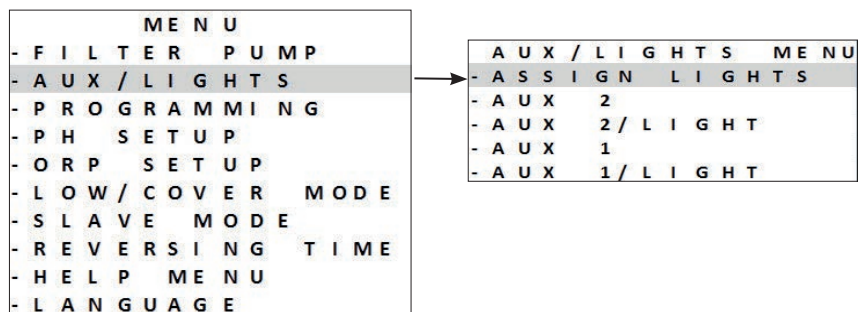 MENU
-FILTER PUMP
-AUX/LIGHTS
-PROGRAMMING
-PH SETUP
-ORP SETUP
-LOW/COVER MODE
-SLAVE MODE
-REVERSING TIME
-HELP MENU
-LANGUAGE
AUX/LIGHTS MENU
-ASSIGN LIGHTS
-AUX 2
-AUX 2/LIGHT
-AUX 1
-AUX 1/LIGHT